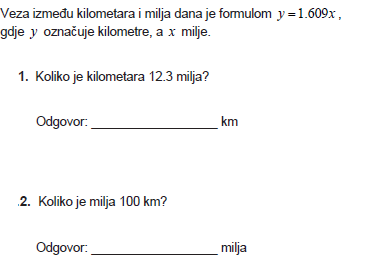 Veza između kilometara i milja dana je formulom y = 1.609x ,
gdje y označuje kilometre, a x milje.
1. Koliko je kilometara 12.3 milja?
Odgovor: ____________________ km
.2. Koliko je milja 100 km?
Odgovor: ____________________ milja